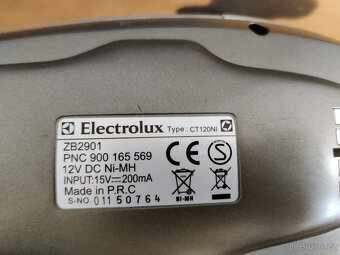 Electrolux Type : CT120NI
ZB2901
PNC 900 165 569
12V DC Ni-MH
INPUT:15V⎓200mA
Made in P.R.C
S-NO. 01150764
CE
NI-MH